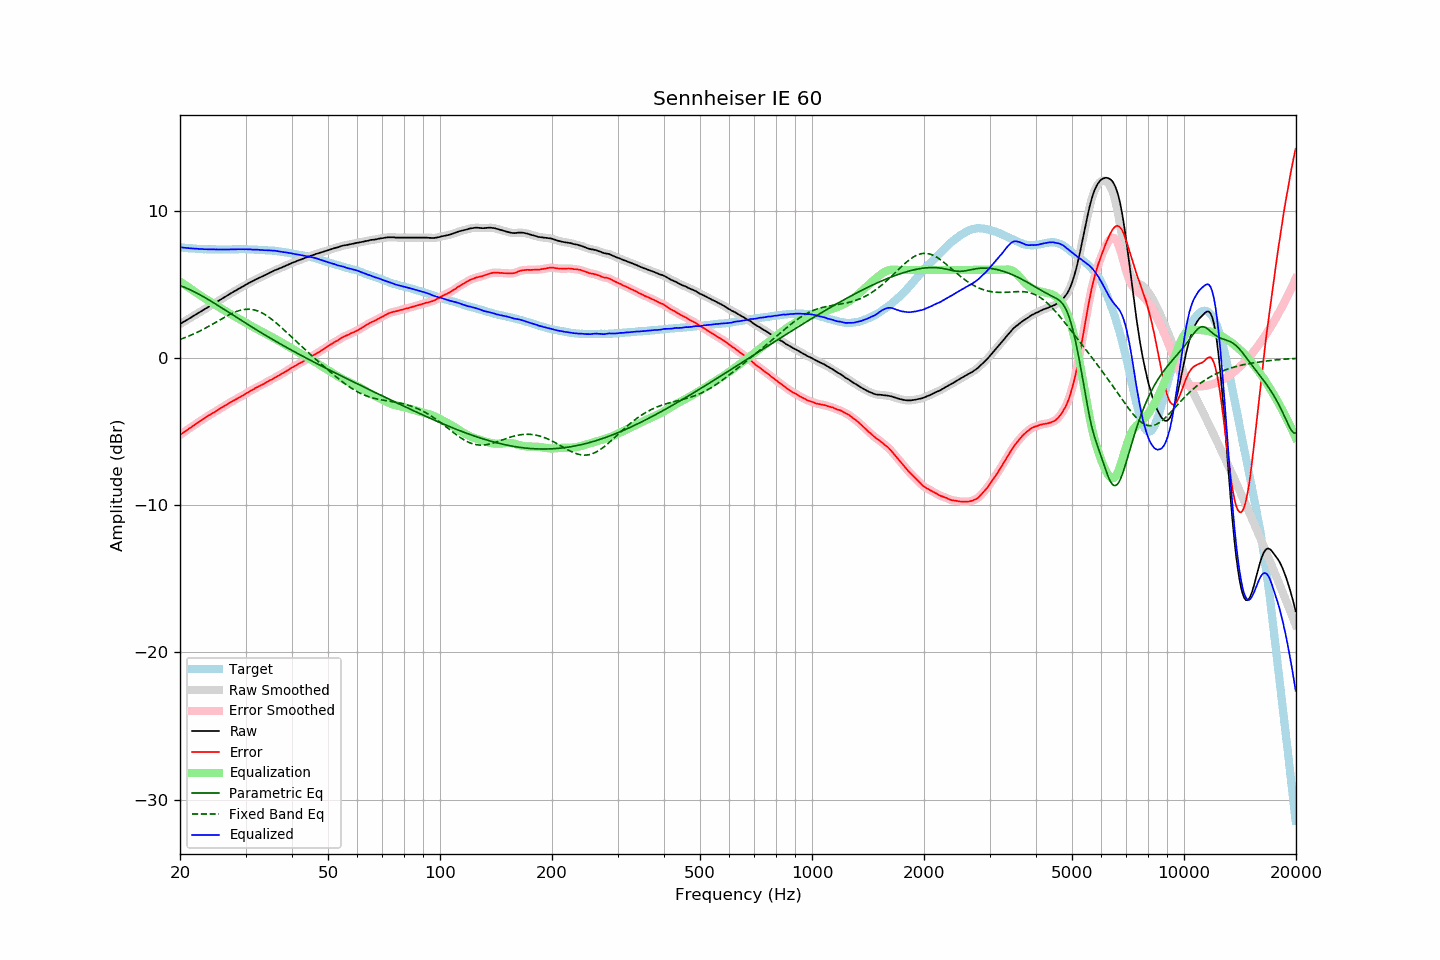 Sennheiser IE 60
Amplitude (dBr)
10
0
−10
−20
−30
Target
Raw Smoothed
Error Smoothed
Raw
Error
Equalization
Parametric Eq
Fixed Band Eq
Equalized
20 50 100 200 500 1000 2000 5000 10000 20000
Frequency (Hz)